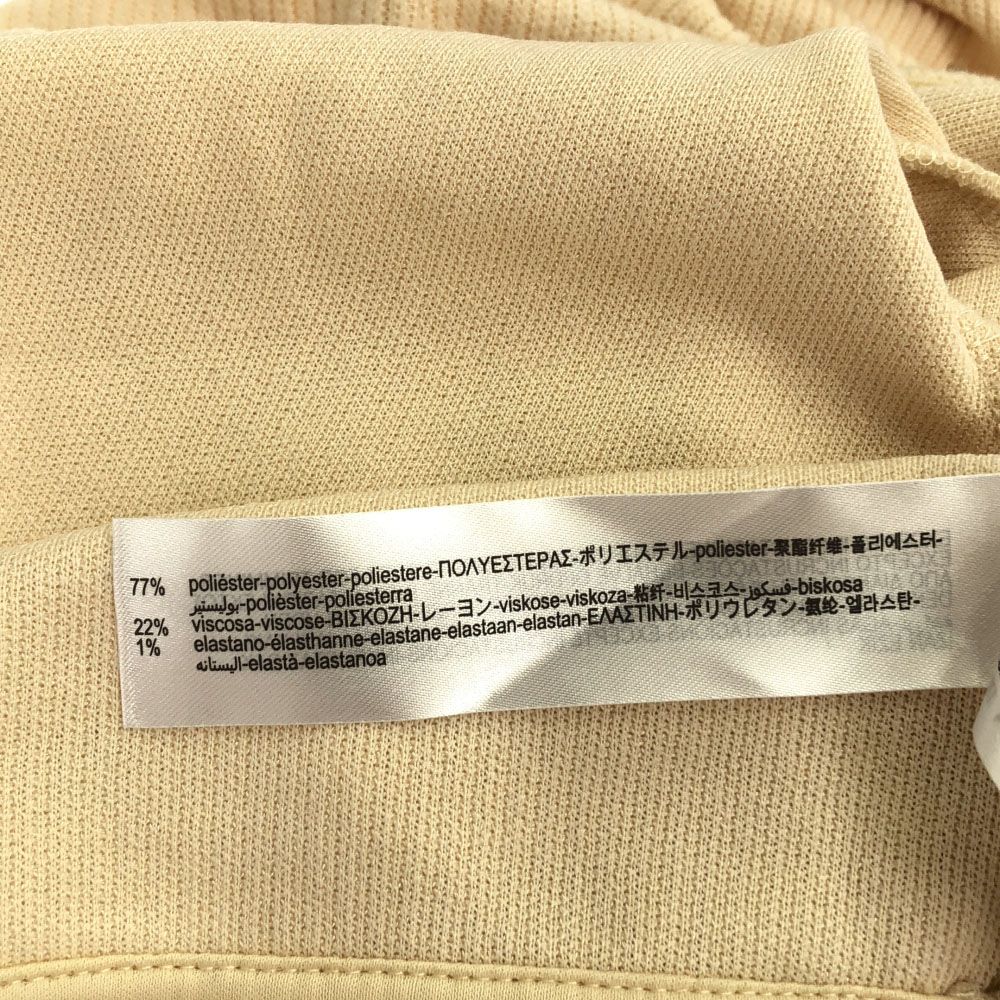 77% poliéster-polyester-poliestere-ΠΟΛΥΕΣΤΕΡΑΣ-ポリエステル-poliester-聚酯纤维-폴리에스터-
بوليستير-polièster-poliesterra
22% viscosa-viscose-ΒΙΣΚΟΖΗ-レーヨン-viskose-viskoza-粘纤-비스코스-فسكوز-biskosa
1% elastano-élasthanne-elastane-elastaan-elastan-ΕΛΑΣΤΙΝΗ-ポリウレタン-氨纶-엘라스탄-
اليستانه-elastà-elastanoa